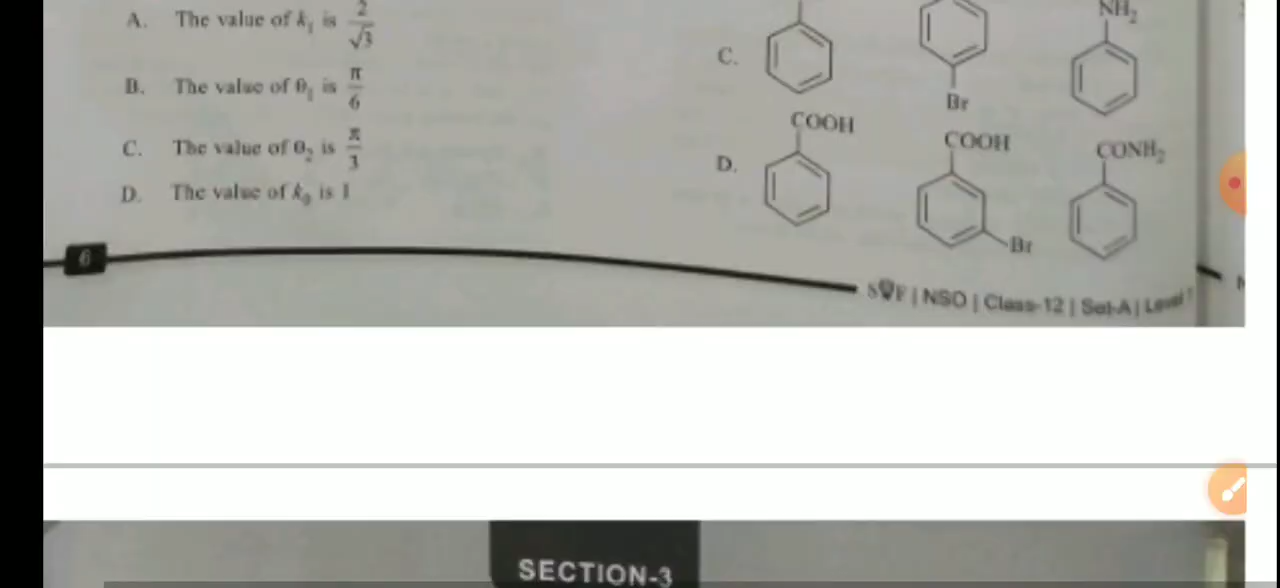 A. The value of k₁ is 2/√3
B. The value of θ₁ is π/6
C. The value of θ₂ is π/3
D. The value of k₂ is 1
6
C.
Br
NH₂
D.
COOH
COOH
Br
CONH₂
SOF | NSO | Class-12 | Set-A | Level
SECTION-3